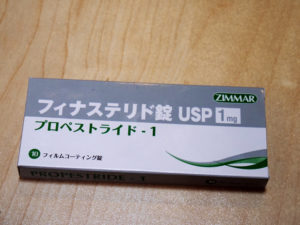 ZIMMAR
フィナステリド錠 USP 1mg
プロペストライド - 1
10 フィルムコーティング錠
PROPESTRIDE - 1